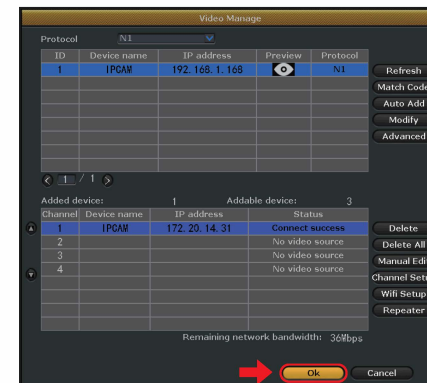 Video Manage
Protocol N1
ID Device name IP address Preview Protocol
1 IPCAM 192. 168. 1. 168 N1
Refresh
Match Code
Auto Add
Modify
Advanced
1 / 1
Added device: 1 Addable device: 3
Channel Device name IP address Status
1 IPCAM 172. 20. 14. 31 Connect success
2 No video source
3 No video source
4 No video source
Delete
Delete All
Manual Edi
Channel Setu
Wifi Setup
Repeater
Remaining network bandwidth: 36Mbps
Ok Cancel